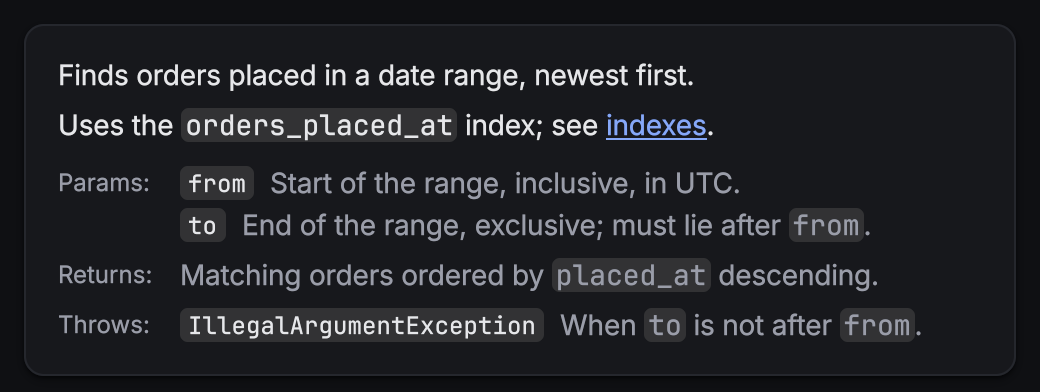 Finds orders placed in a date range, newest first.
Uses the orders_placed_at index; see indexes.
Params: from Start of the range, inclusive, in UTC.
to End of the range, exclusive; must lie after from.
Returns: Matching orders ordered by placed_at descending.
Throws: IllegalArgumentException When to is not after from.